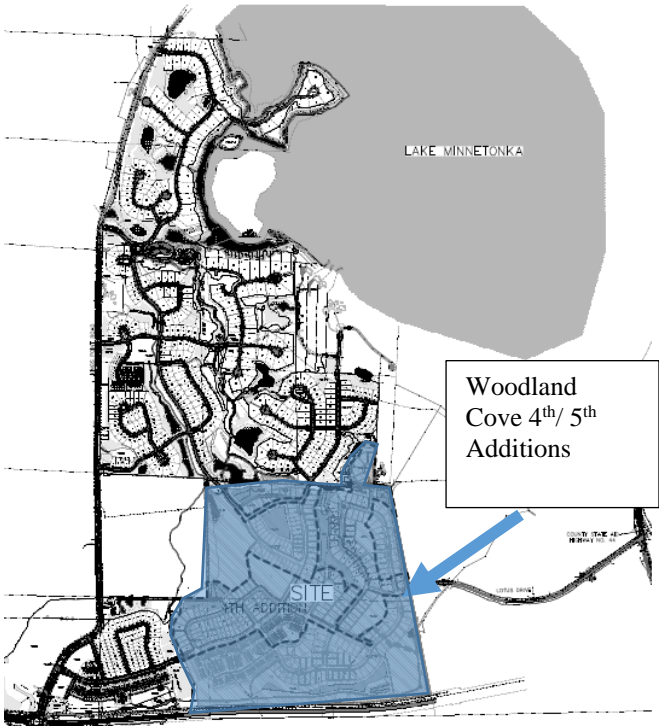 LAKE MINNETONKA
Woodland
Cove 4th/ 5th
Additions
COUNTY STATE AID
HIGHWAY NO. 44
LOTUS DRIVE
SITE
4TH ADDITION